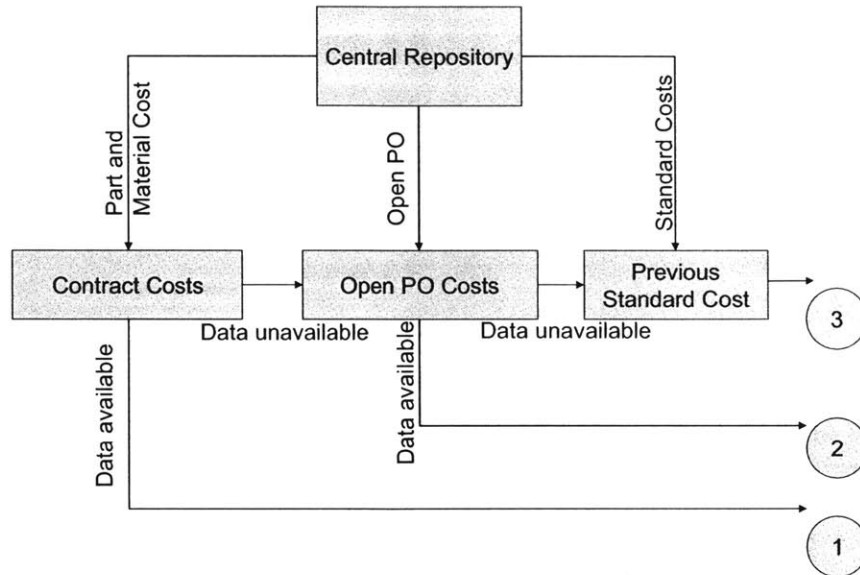 Central Repository
Part and
Material Cost
Open PO
Standard Costs
Contract Costs
Open PO Costs
Previous
Standard Cost
Data unavailable
Data unavailable
3
Data available
Data available
2
1